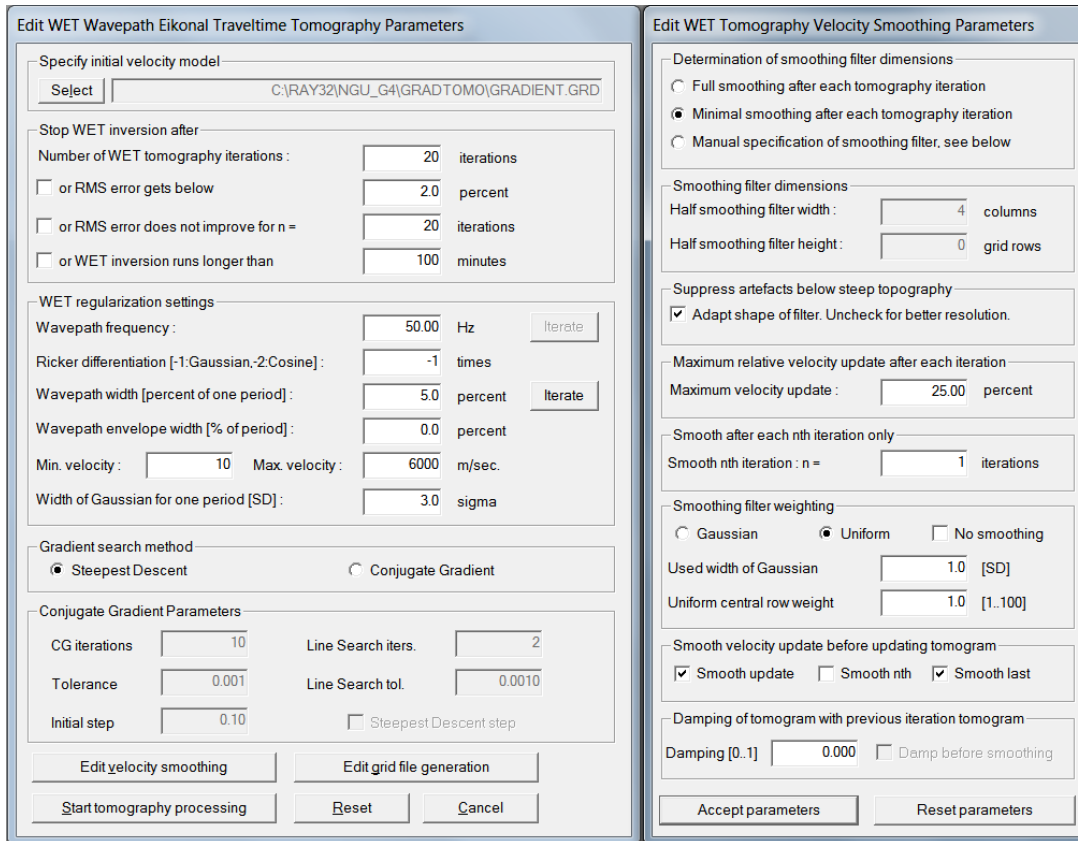 Edit WET Wavepath Eikonal Traveltime Tomography Parameters
Specify initial velocity model
Select C:\RAY32\NGU_G4\GRADTOMO\GRADIENT.GRD
Stop WET inversion after
Number of WET tomography iterations : 20 iterations
or RMS error gets below 2.0 percent
or RMS error does not improve for n = 20 iterations
or WET inversion runs longer than 100 minutes
WET regularization settings
Wavepath frequency : 50.00 Hz Iterate
Ricker differentiation [-1:Gaussian,-2:Cosine] : -1 times
Wavepath width [percent of one period] : 5.0 percent Iterate
Wavepath envelope width [% of period] : 0.0 percent
Min. velocity : 10 Max. velocity : 6000 m/sec.
Width of Gaussian for one period [SD] : 3.0 sigma
Gradient search method
Steepest Descent Conjugate Gradient
Conjugate Gradient Parameters
CG iterations 10 Line Search iters. 2
Tolerance 0.001 Line Search tol. 0.0010
Initial step 0.10 Steepest Descent step
Edit velocity smoothing Edit grid file generation
Start tomography processing Reset Cancel
Edit WET Tomography Velocity Smoothing Parameters
Determination of smoothing filter dimensions
Full smoothing after each tomography iteration
Minimal smoothing after each tomography iteration
Manual specification of smoothing filter, see below
Smoothing filter dimensions
Half smoothing filter width : 4 columns
Half smoothing filter height : 0 grid rows
Suppress artefacts below steep topography
Adapt shape of filter. Uncheck for better resolution.
Maximum relative velocity update after each iteration
Maximum velocity update : 25.00 percent
Smooth after each nth iteration only
Smooth nth iteration : n = 1 iterations
Smoothing filter weighting
Gaussian Uniform No smoothing
Used width of Gaussian 1.0 [SD]
Uniform central row weight 1.0 [1..100]
Smooth velocity update before updating tomogram
Smooth update Smooth nth Smooth last
Damping of tomogram with previous iteration tomogram
Damping [0..1] 0.000 Damp before smoothing
Accept parameters Reset parameters